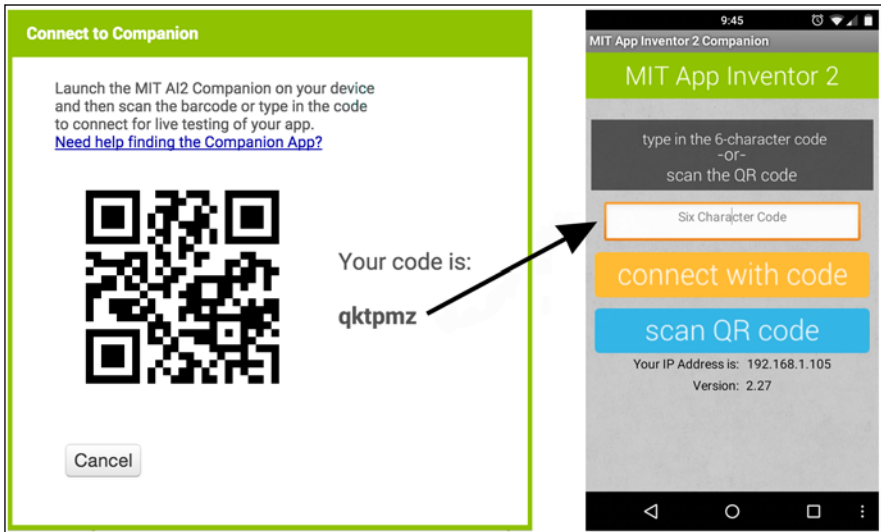 Connect to Companion
Launch the MIT AI2 Companion on your device
and then scan the barcode or type in the code
to connect for live testing of your app.
Need help finding the Companion App?
Your code is:
qktpmz
Cancel
9:45
MIT App Inventor 2 Companion
MIT App Inventor 2
type in the 6-character code
-or-
scan the QR code
Six Character Code
connect with code
scan QR code
Your IP Address is: 192.168.1.105
Version: 2.27